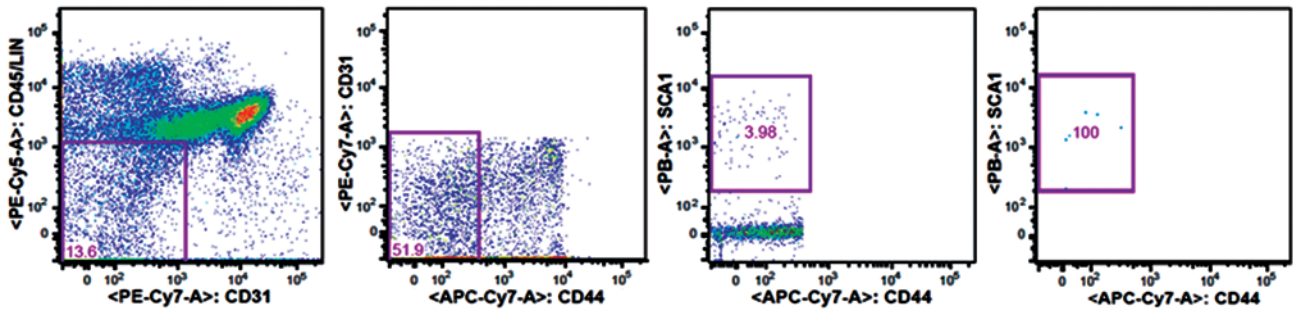 <PE-Cy5-A>: CD45/LIN
10^5
10^4
10^3
10^2
0
13.6
0 10^2 10^3 10^4 10^5
<PE-Cy7-A>: CD31
<PE-Cy7-A>: CD31
10^5
10^4
10^3
10^2
0
51.9
0 10^2 10^3 10^4 10^5
<APC-Cy7-A>: CD44
<PB-A>: SCA1
10^5
10^4
10^3
10^2
0
3.98
0 10^2 10^3 10^4 10^5
<APC-Cy7-A>: CD44
<PB-A>: SCA1
10^5
10^4
10^3
10^2
0
100
0 10^2 10^3 10^4 10^5
<APC-Cy7-A>: CD44